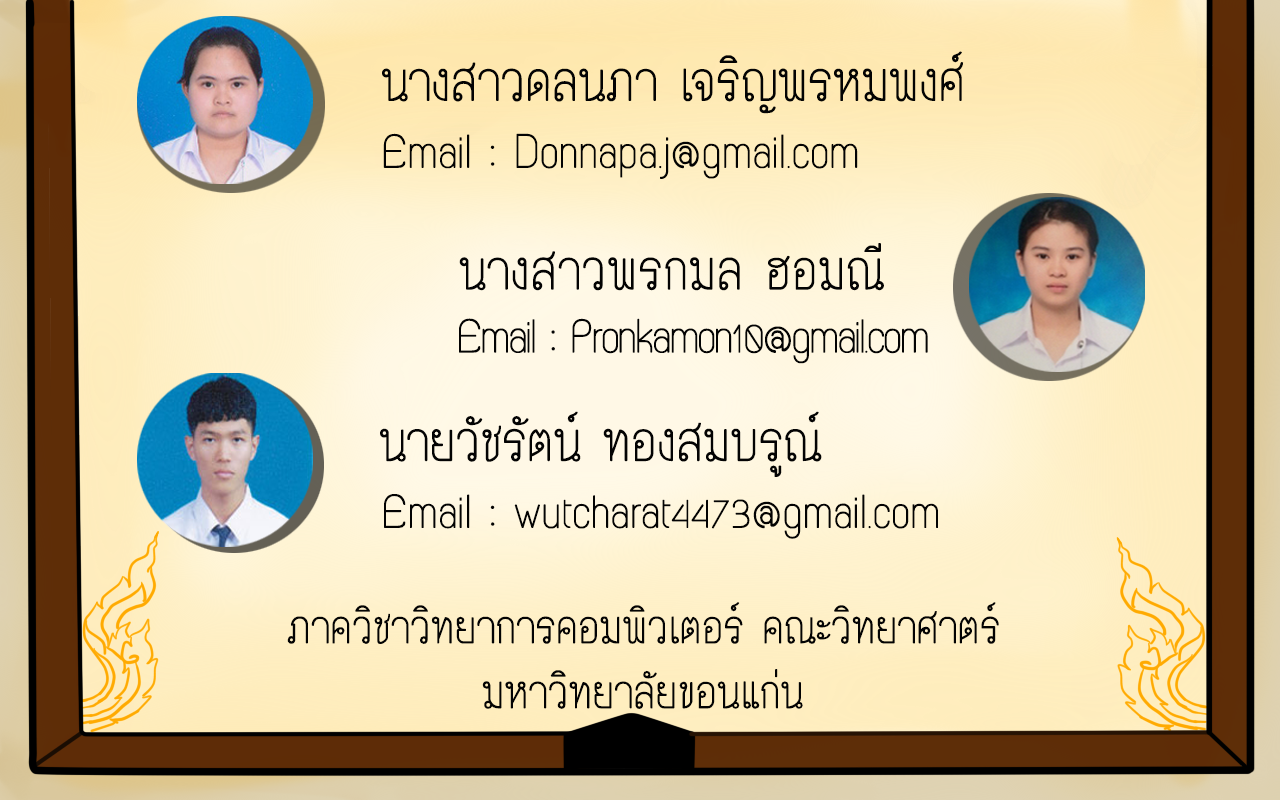 นางสาวดลนภา เจริญพรหมพงศ์
Email : Donnapa.j@gmail.com
นางสาวพรกมล ฮอมณี
Email : Pronkamon10@gmail.com
นายวัชรัตน์ ทองสมบรูณ์
Email : wutcharat4473@gmail.com
ภาควิชาวิทยาการคอมพิวเตอร์ คณะวิทยาศาตร์
มหาวิทยาลัยขอนแก่น